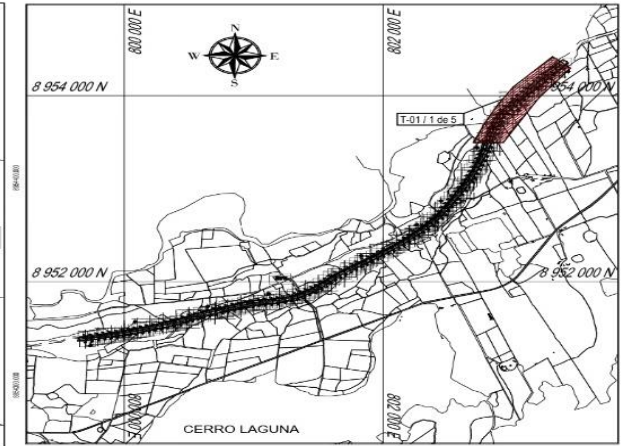 800 000 E
802 000 E
N
W E
S
8 954 000 N
954 000 N
T-01 / 1 de 5
8 952 000 N
8 952 000 N
800 000 E
802 000 E
CERRO LAGUNA